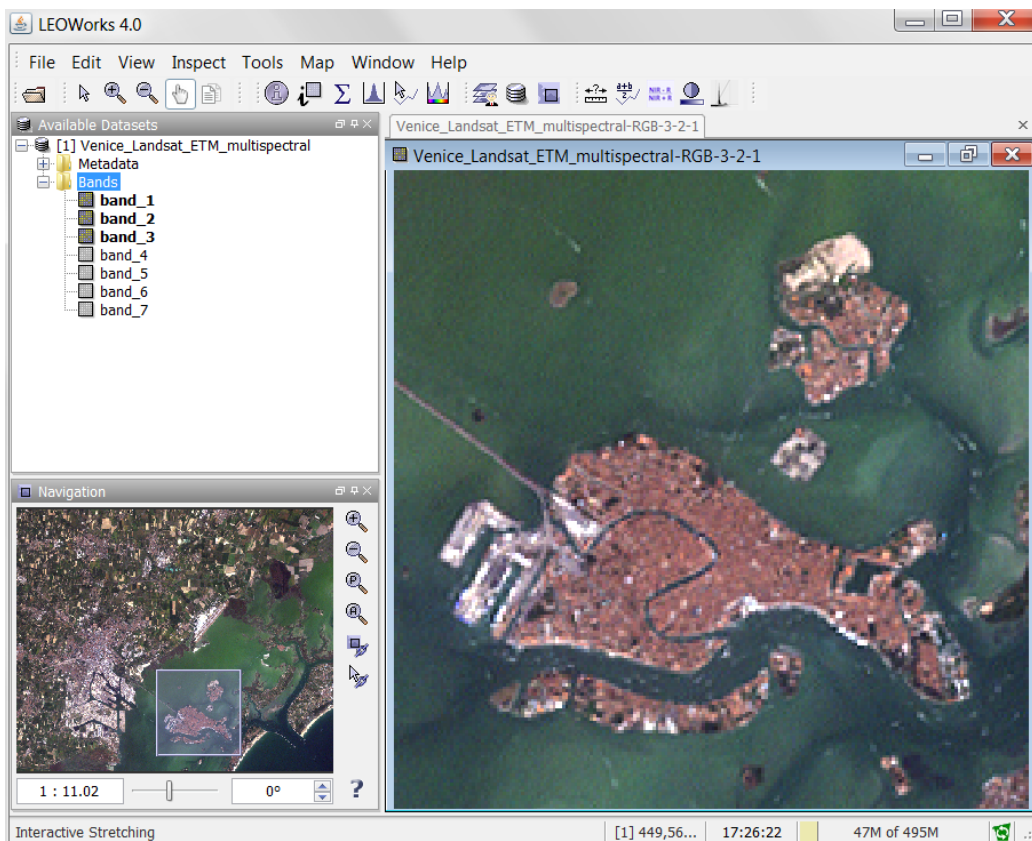 LEOWorks 4.0
File Edit View Inspect Tools Map Window Help
Available Datasets
[1] Venice_Landsat_ETM_multispectral
Metadata
Bands
band_1
band_2
band_3
band_4
band_5
band_6
band_7
Navigation
1 : 11.02
0°
?
Venice_Landsat_ETM_multispectral-RGB-3-2-1
Venice_Landsat_ETM_multispectral-RGB-3-2-1
Interactive Stretching
[1] 449,56...
17:26:22
47M of 495M